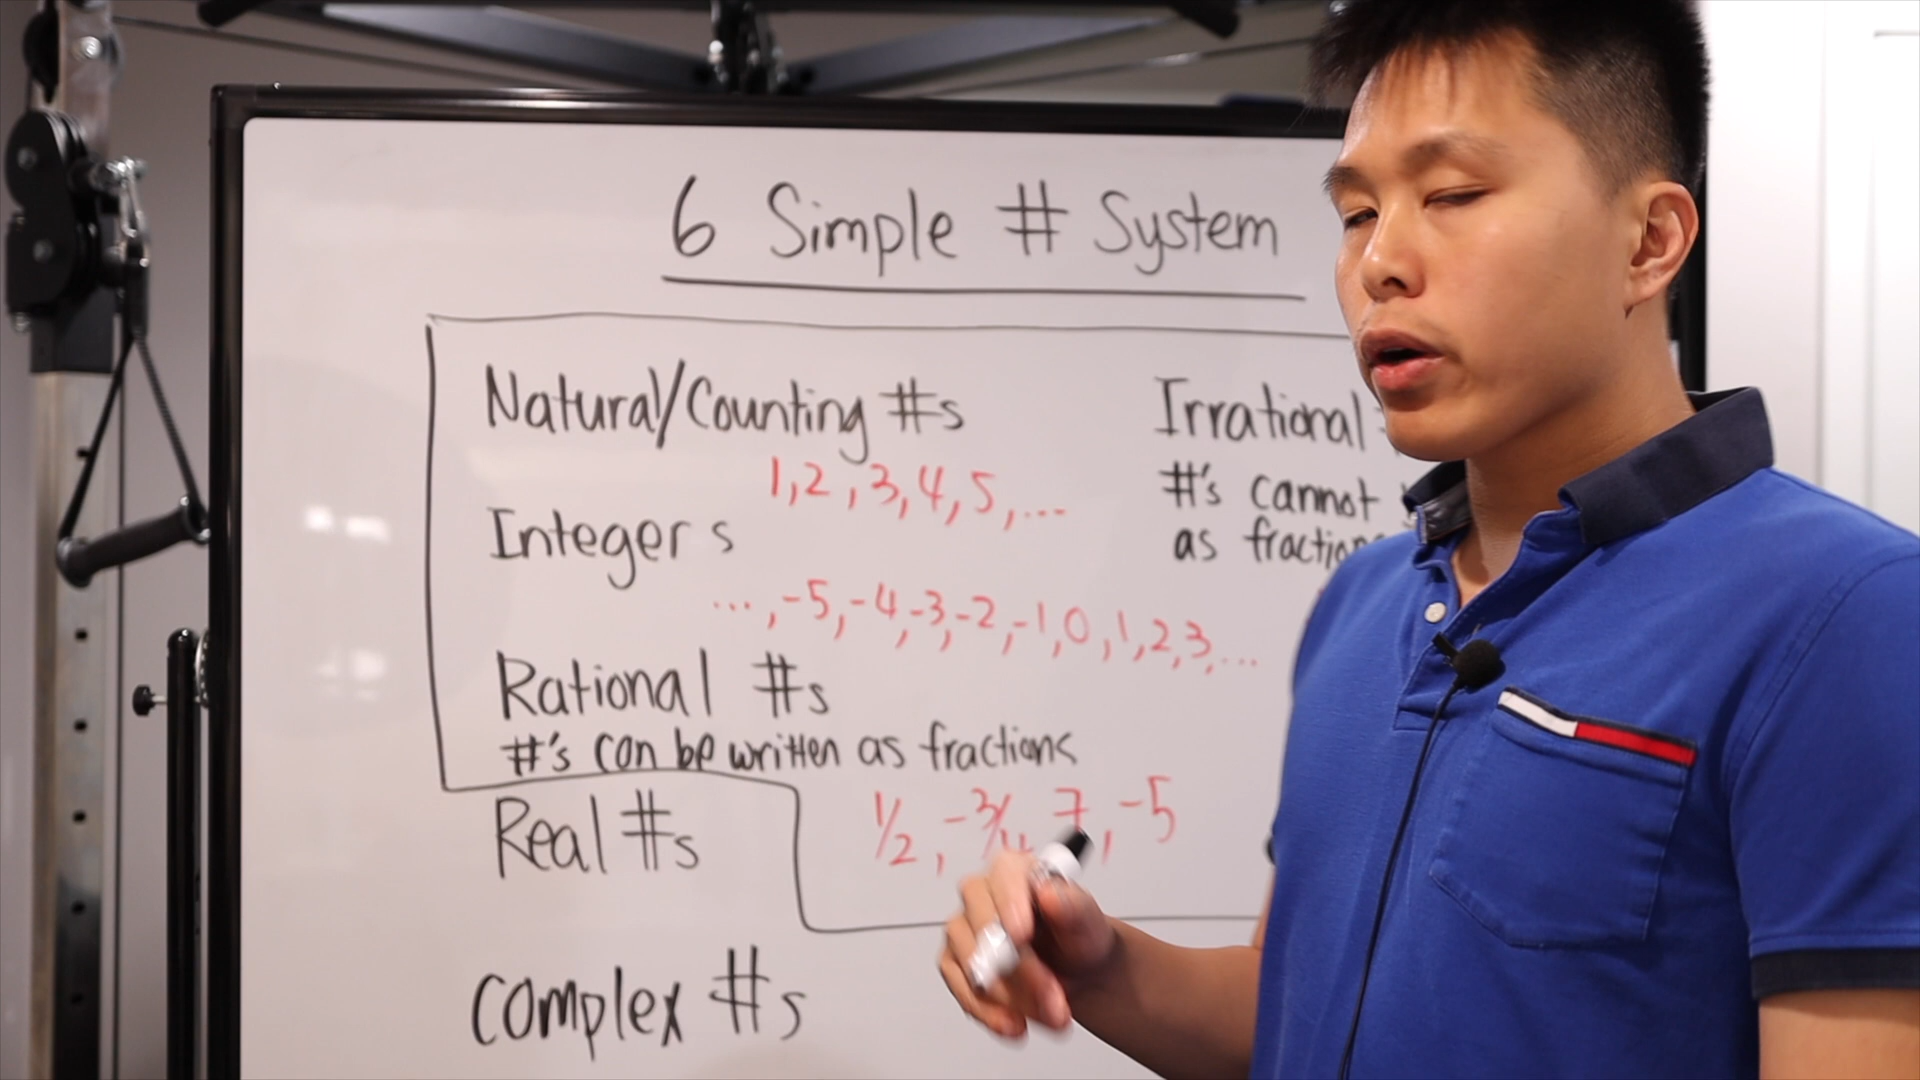 6 Simple # System
Natural/Counting #s
1,2,3,4,5,...
Integers
...,-5,-4,-3,-2,-1,0,1,2,3,...
Rational #s
#'s can be written as fractions
1/2, -3/4, 7, -5
Real #s
Complex #s
Irrational
#'s cannot
as fractions